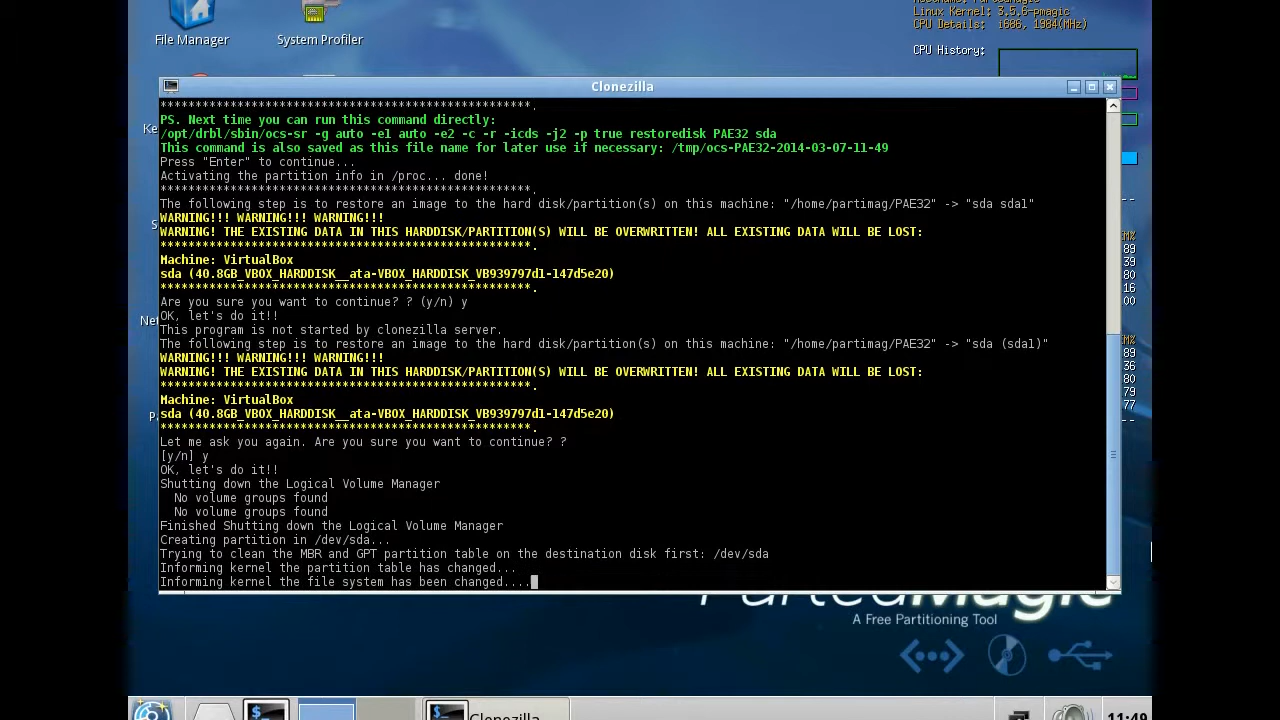 File Manager
System Profiler
Linux Kernel: 3.5.6-pmagic
CPU Details: i686, 1984(MHz)
CPU History:
Clonezilla
*****************************************************.
PS. Next time you can run this command directly:
/opt/drbl/sbin/ocs-sr -g auto -e1 auto -e2 -c -r -icds -j2 -p true restoredisk PAE32 sda
This command is also saved as this file name for later use if necessary: /tmp/ocs-PAE32-2014-03-07-11-49
Press "Enter" to continue...
Activating the partition info in /proc... done!
*****************************************************.
The following step is to restore an image to the hard disk/partition(s) on this machine: "/home/partimag/PAE32" -> "sda sda1"
WARNING!!! WARNING!!! WARNING!!!
WARNING! THE EXISTING DATA IN THIS HARDDISK/PARTITION(S) WILL BE OVERWRITTEN! ALL EXISTING DATA WILL BE LOST:
*****************************************************.
Machine: VirtualBox
sda (40.8GB_VBOX_HARDDISK__ata-VBOX_HARDDISK_VB939797d1-147d5e20)
*****************************************************.
Are you sure you want to continue? ? (y/n) y
OK, let's do it!!
This program is not started by clonezilla server.
The following step is to restore an image to the hard disk/partition(s) on this machine: "/home/partimag/PAE32" -> "sda (sda1)"
WARNING!!! WARNING!!! WARNING!!!
WARNING! THE EXISTING DATA IN THIS HARDDISK/PARTITION(S) WILL BE OVERWRITTEN! ALL EXISTING DATA WILL BE LOST:
*****************************************************.
Machine: VirtualBox
sda (40.8GB_VBOX_HARDDISK__ata-VBOX_HARDDISK_VB939797d1-147d5e20)
*****************************************************.
Let me ask you again. Are you sure you want to continue? ?
[y/n] y
OK, let's do it!!
Shutting down the Logical Volume Manager
No volume groups found
No volume groups found
Finished Shutting down the Logical Volume Manager
Creating partition in /dev/sda...
Trying to clean the MBR and GPT partition table on the destination disk first: /dev/sda
Informing kernel the partition table has changed...
Informing kernel the file system has been changed....
89
39
80
16
00
89
36
80
79
77
PartedMagic
A Free Partitioning Tool
Clonezilla
11:49